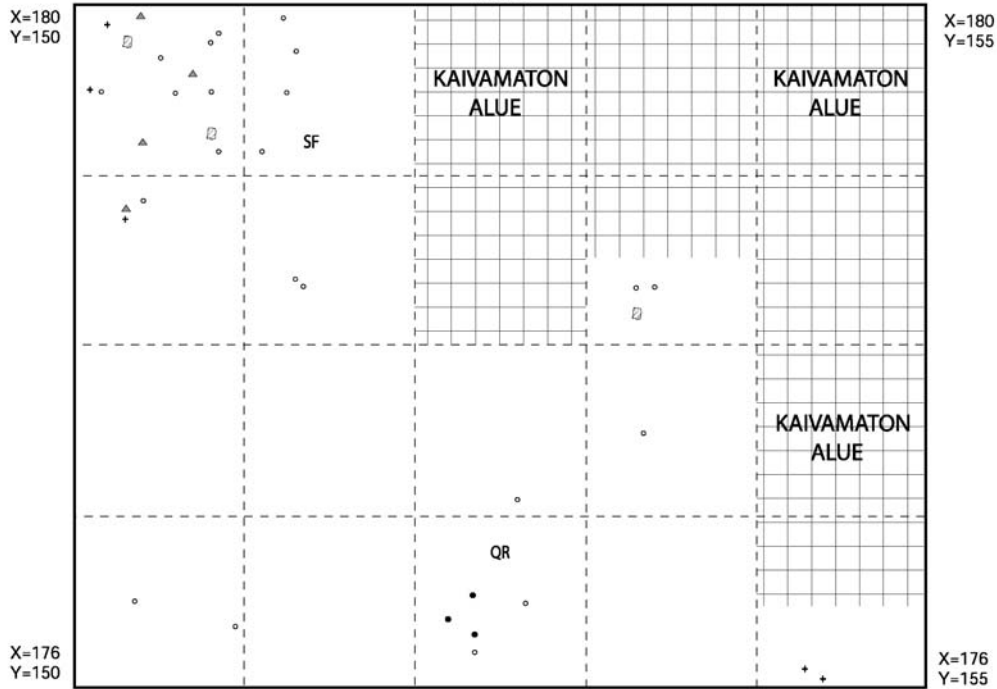 X=180
Y=150
X=180
Y=155
KAIVAMATON
ALUE
KAIVAMATON
ALUE
SF
KAIVAMATON
ALUE
QR
X=176
Y=150
X=176
Y=155